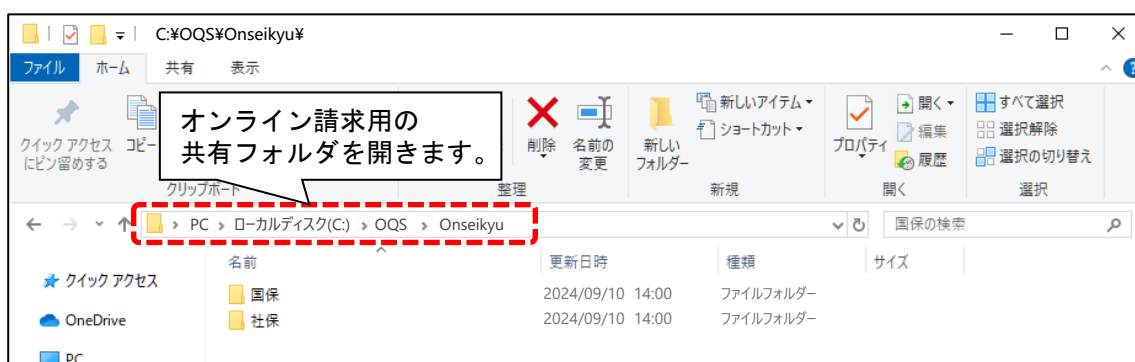 C:¥OQS¥Onseikyu¥
ファイル ホーム 共有 表示
オンライン請求用の
共有フォルダを開きます。
クイック アクセス
にピン留めする
コピー
クリップボード
削除
名前の
変更
整理
新しい
フォルダー
新しいアイテム
ショートカット
新規
プロパティ
開く
編集
履歴
開く
すべて選択
選択解除
選択の切り替え
選択
PC > ローカルディスク(C:) > OQS > Onseikyu
国保の検索
名前 更新日時 種類 サイズ
クイック アクセス
国保 2024/09/10 14:00 ファイルフォルダー
OneDrive
社保 2024/09/10 14:00 ファイルフォルダー
PC